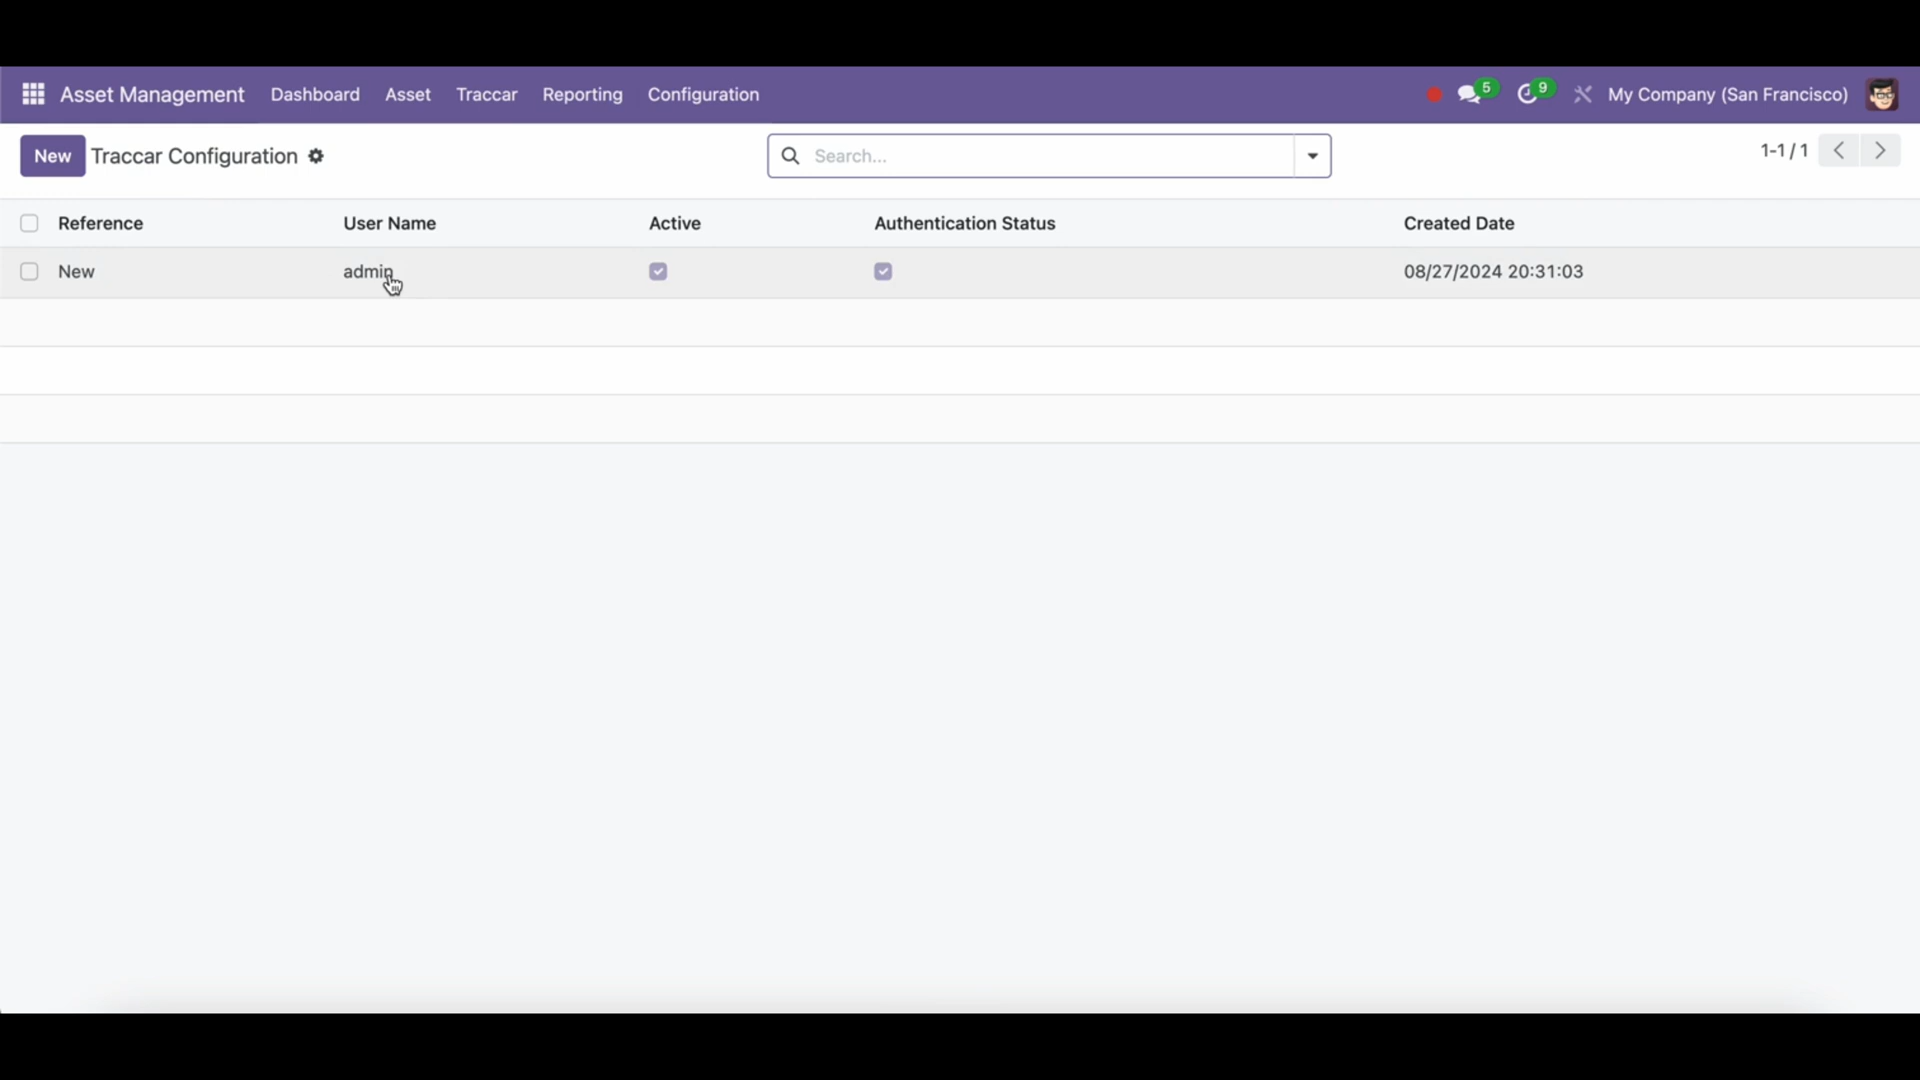 Asset Management Dashboard Asset Traccar Reporting Configuration 5 9 My Company (San Francisco)
New Traccar Configuration Search... 1-1 / 1
Reference User Name Active Authentication Status Created Date
New admin 08/27/2024 20:31:03